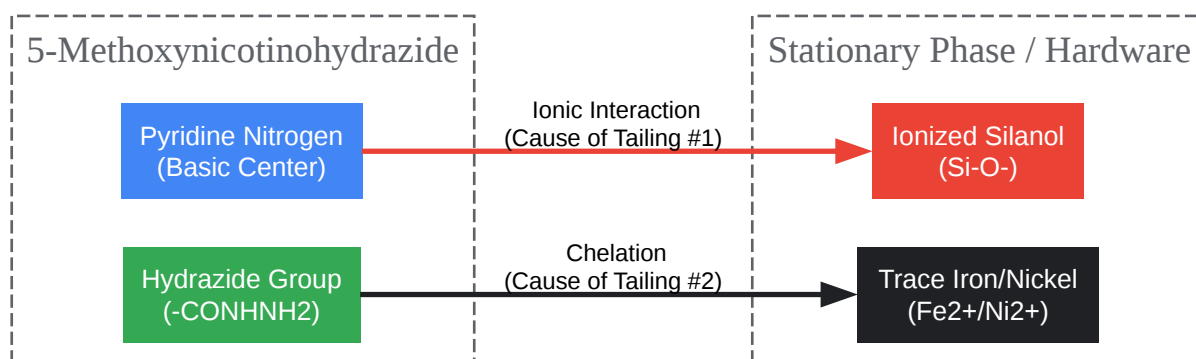 5-Methoxynicotinohydrazide
Stationary Phase / Hardware
Pyridine Nitrogen
(Basic Center)
Ionic Interaction
(Cause of Tailing #1)
Ionized Silanol
(Si-O-)
Hydrazide Group
(-CONHNH2)
Chelation
(Cause of Tailing #2)
Trace Iron/Nickel
(Fe2+/Ni2+)